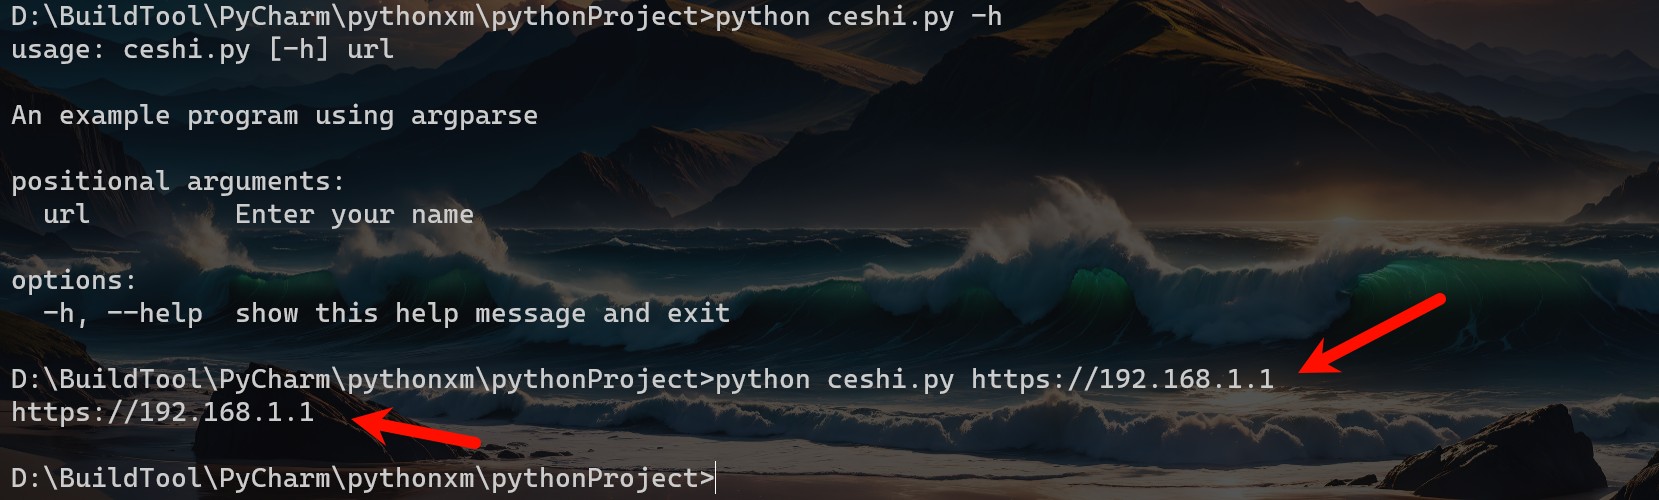 D:\BuildTool\PyCharm\pythonxm\pythonProject>python ceshi.py -h
usage: ceshi.py [-h] url
An example program using argparse
positional arguments:
  url         Enter your name
options:
  -h, --help  show this help message and exit
D:\BuildTool\PyCharm\pythonxm\pythonProject>python ceshi.py https://192.168.1.1
https://192.168.1.1
D:\BuildTool\PyCharm\pythonxm\pythonProject>